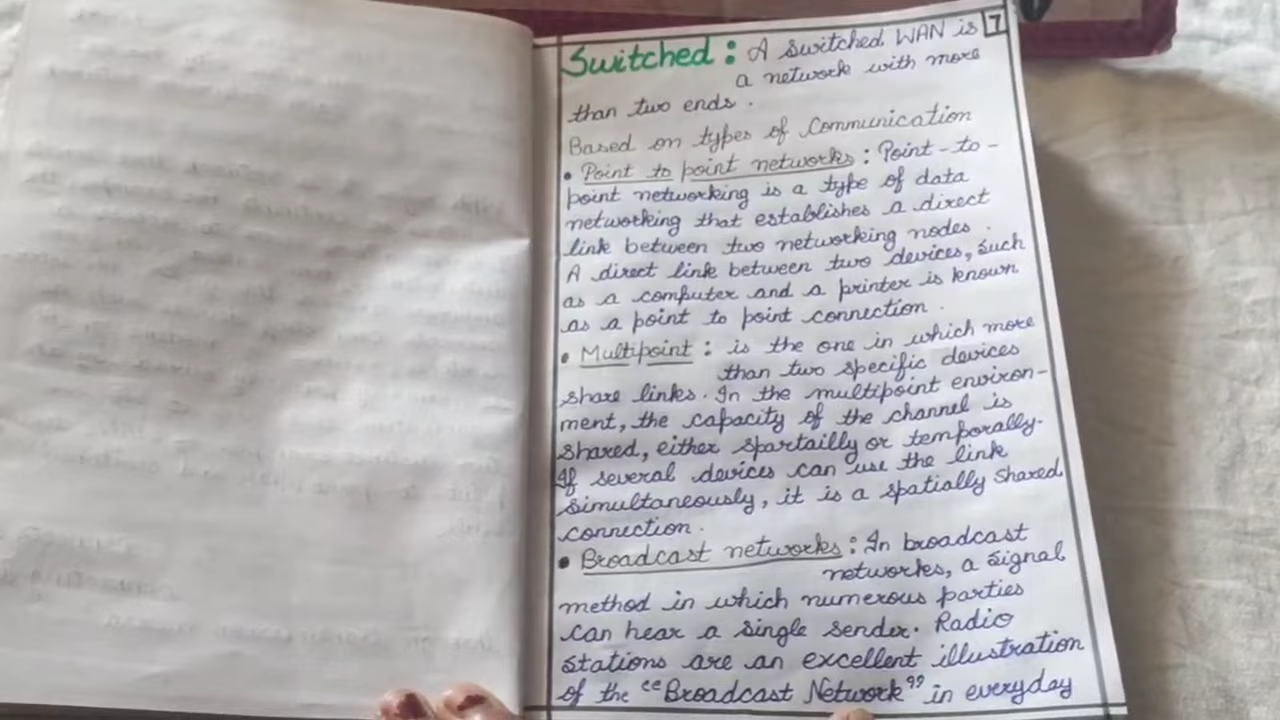 7
Switched : A switched WAN is
a network with more
than two ends .
Based on types of Communication
• Point to point networks : Point - to -
point networking is a type of data
networking that establishes a direct
link between two networking nodes .
A direct link between two devices, such
as a computer and a printer is known
as a point to point connection .
• Multipoint : is the one in which more
than two specific devices
share links. In the multipoint environ-
ment, the capacity of the channel is
shared, either spartailly or temporally.
If several devices can use the link
simultaneously, it is a spatially shared
connection .
• Broadcast networks : In broadcast
networks, a signal
method in which numerous parties
can hear a single sender. Radio
stations are an excellent illustration
of the “Broadcast Network” in everyday